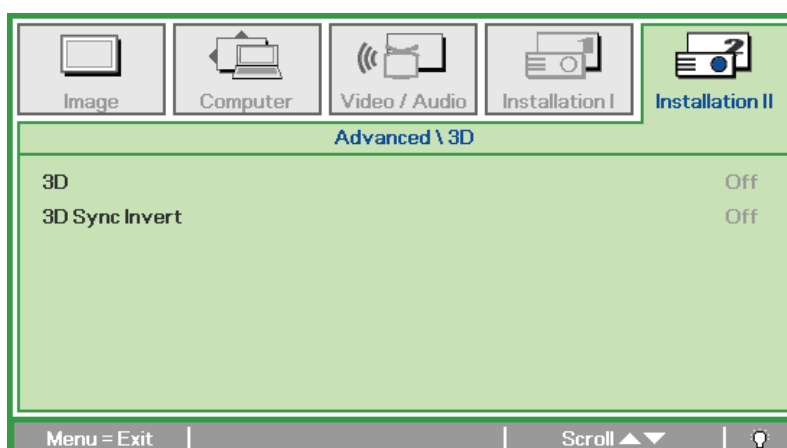 Image Computer Video / Audio Installation I Installation II
Advanced \ 3D
3D Off
3D Sync Invert Off
Menu = Exit Scroll